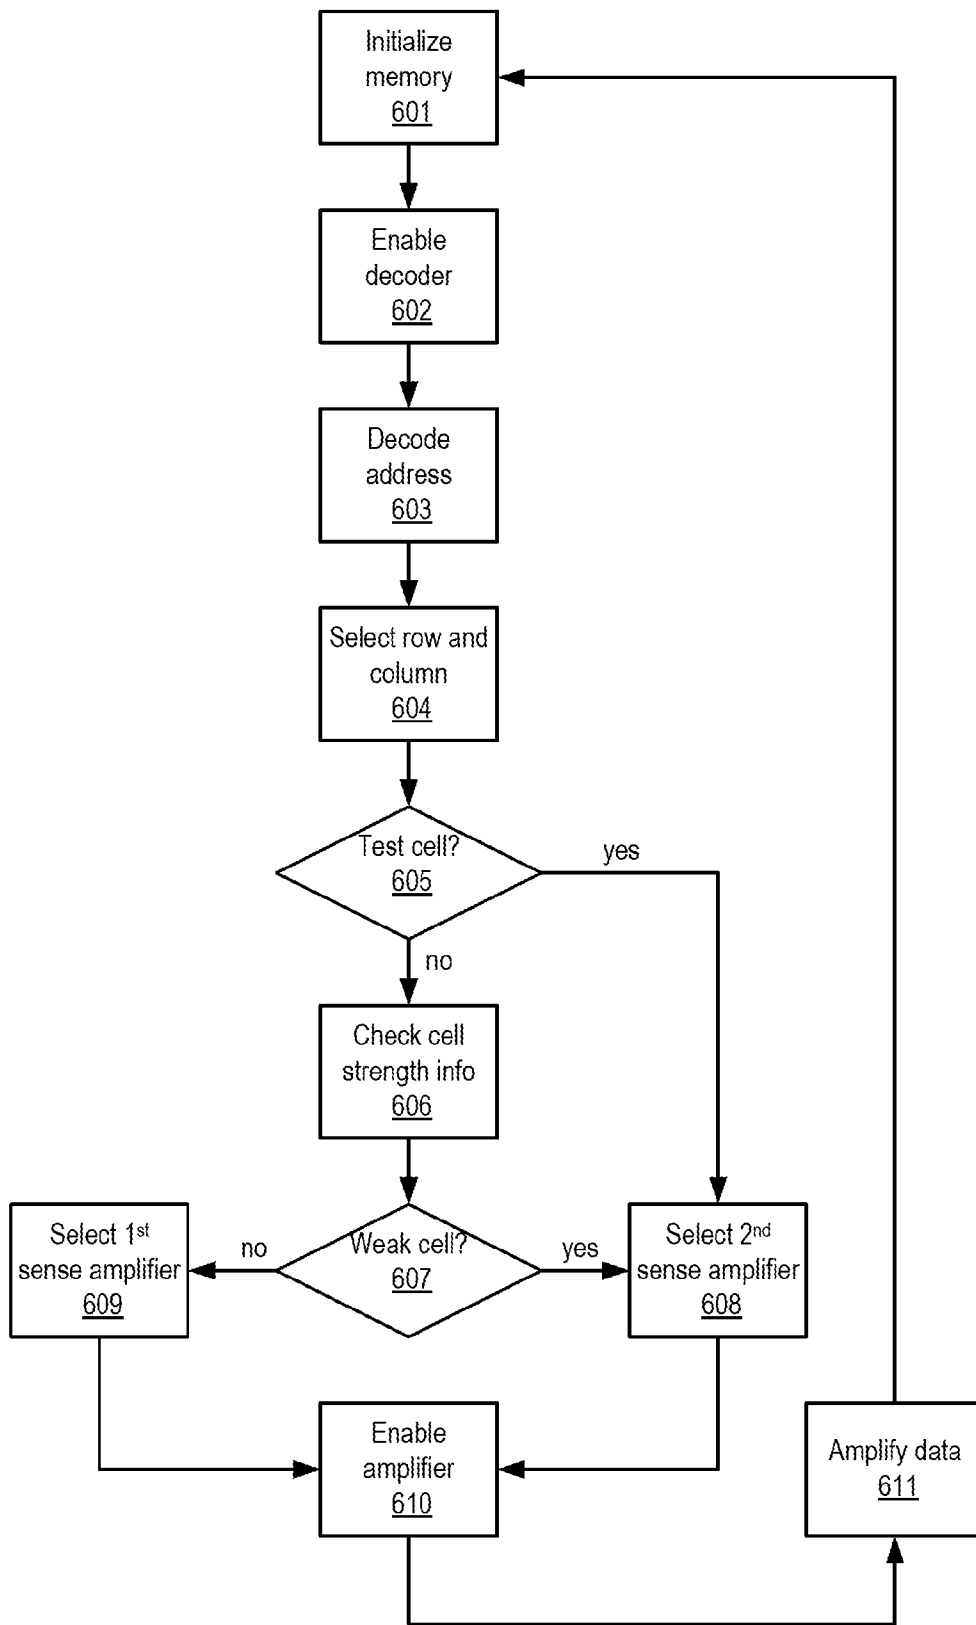 Initialize
memory
601
Enable
decoder
602
Decode
address
603
Select row and
column
604
Test cell?
605
yes
no
Check cell
strength info
606
Select 1st
sense amplifier
609
no
Weak cell?
607
yes
Select 2nd
sense amplifier
608
Enable
amplifier
610
Amplify data
611